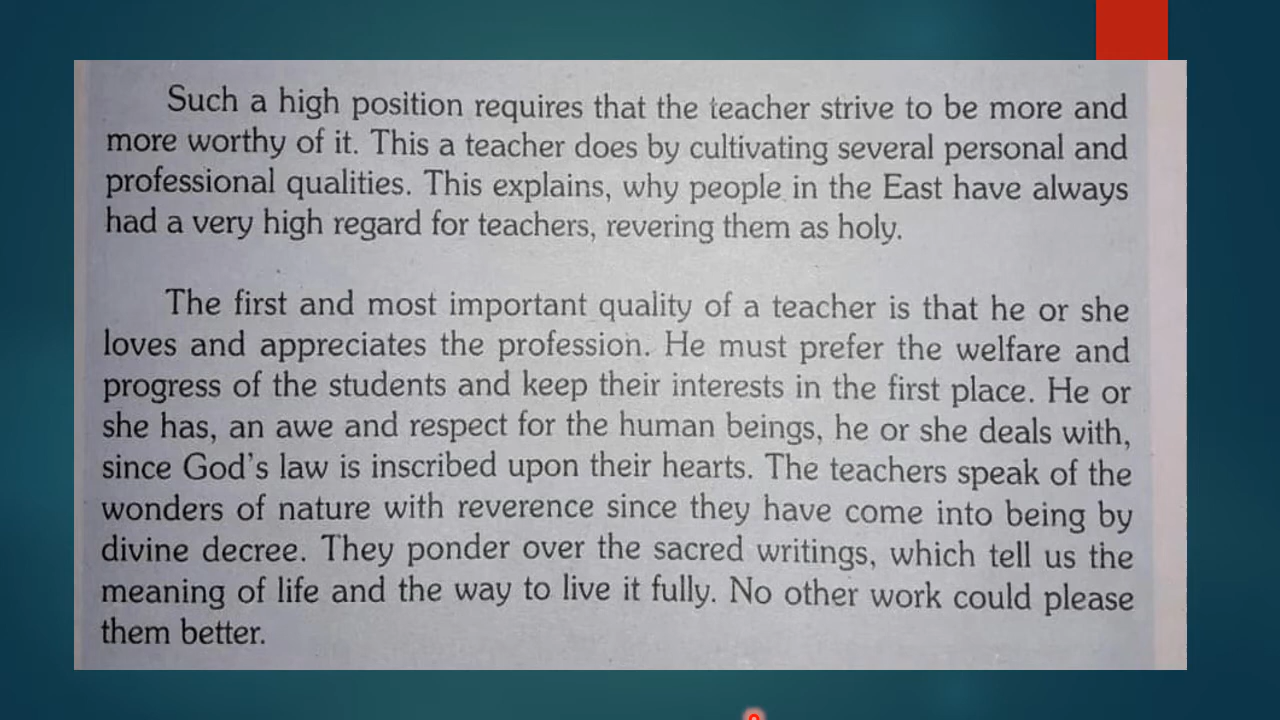 Such a high position requires that the teacher strive to be more and
more worthy of it. This a teacher does by cultivating several personal and
professional qualities. This explains, why people in the East have always
had a very high regard for teachers, revering them as holy.
The first and most important quality of a teacher is that he or she
loves and appreciates the profession. He must prefer the welfare and
progress of the students and keep their interests in the first place. He or
she has, an awe and respect for the human beings, he or she deals with,
since God's law is inscribed upon their hearts. The teachers speak of the
wonders of nature with reverence since they have come into being by
divine decree. They ponder over the sacred writings, which tell us the
meaning of life and the way to live it fully. No other work could please
them better.